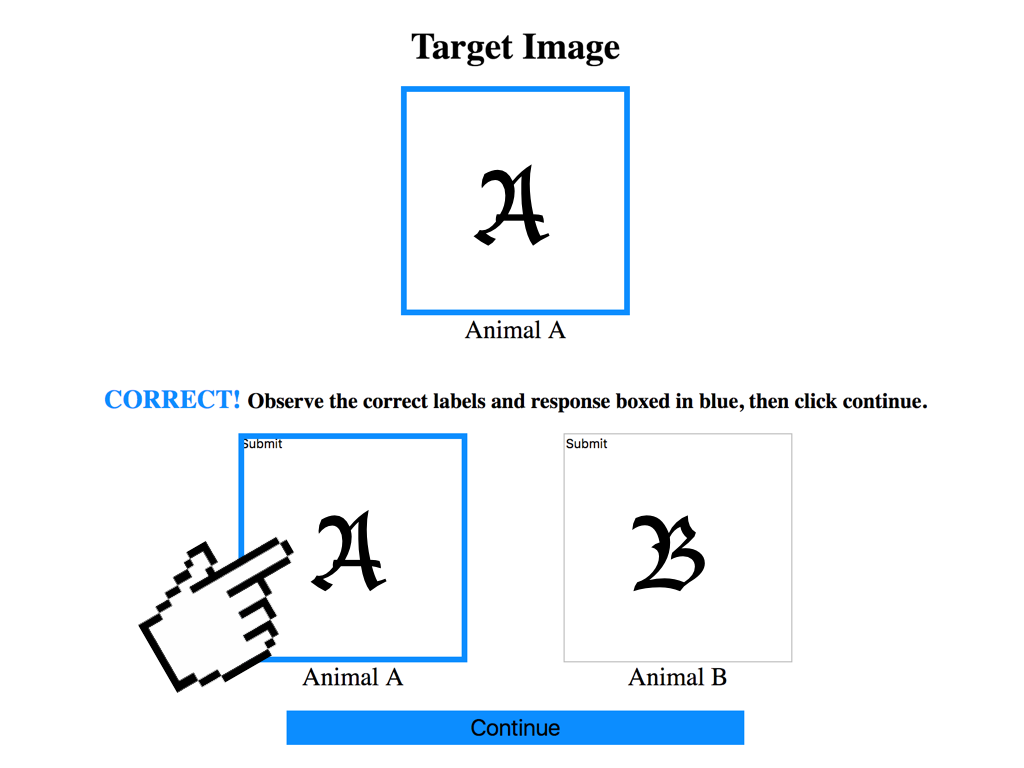 Target Image
A
Animal A
CORRECT! Observe the correct labels and response boxed in blue, then click continue.
Submit Submit
A B
Animal A Animal B
Continue